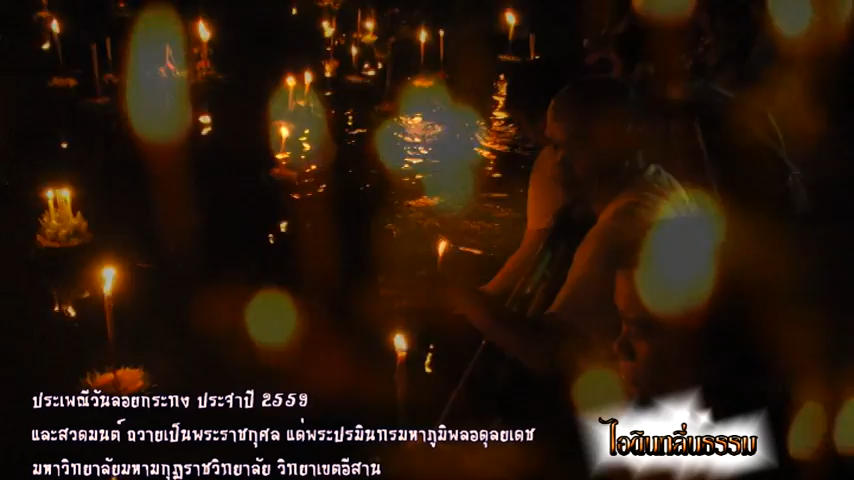 ประเพณีวันลอยกระทง ประจำปี 2559
และสวดมนต์ ถวายเป็นพระราชกุศล แด่พระปรมินทรมหาภูมิพลอดุลยเดช
มหาวิทยาลัยมหามกุฏราชวิทยาลัย วิทยาเขตอีสาน
ไอดินกลิ่นธรรม